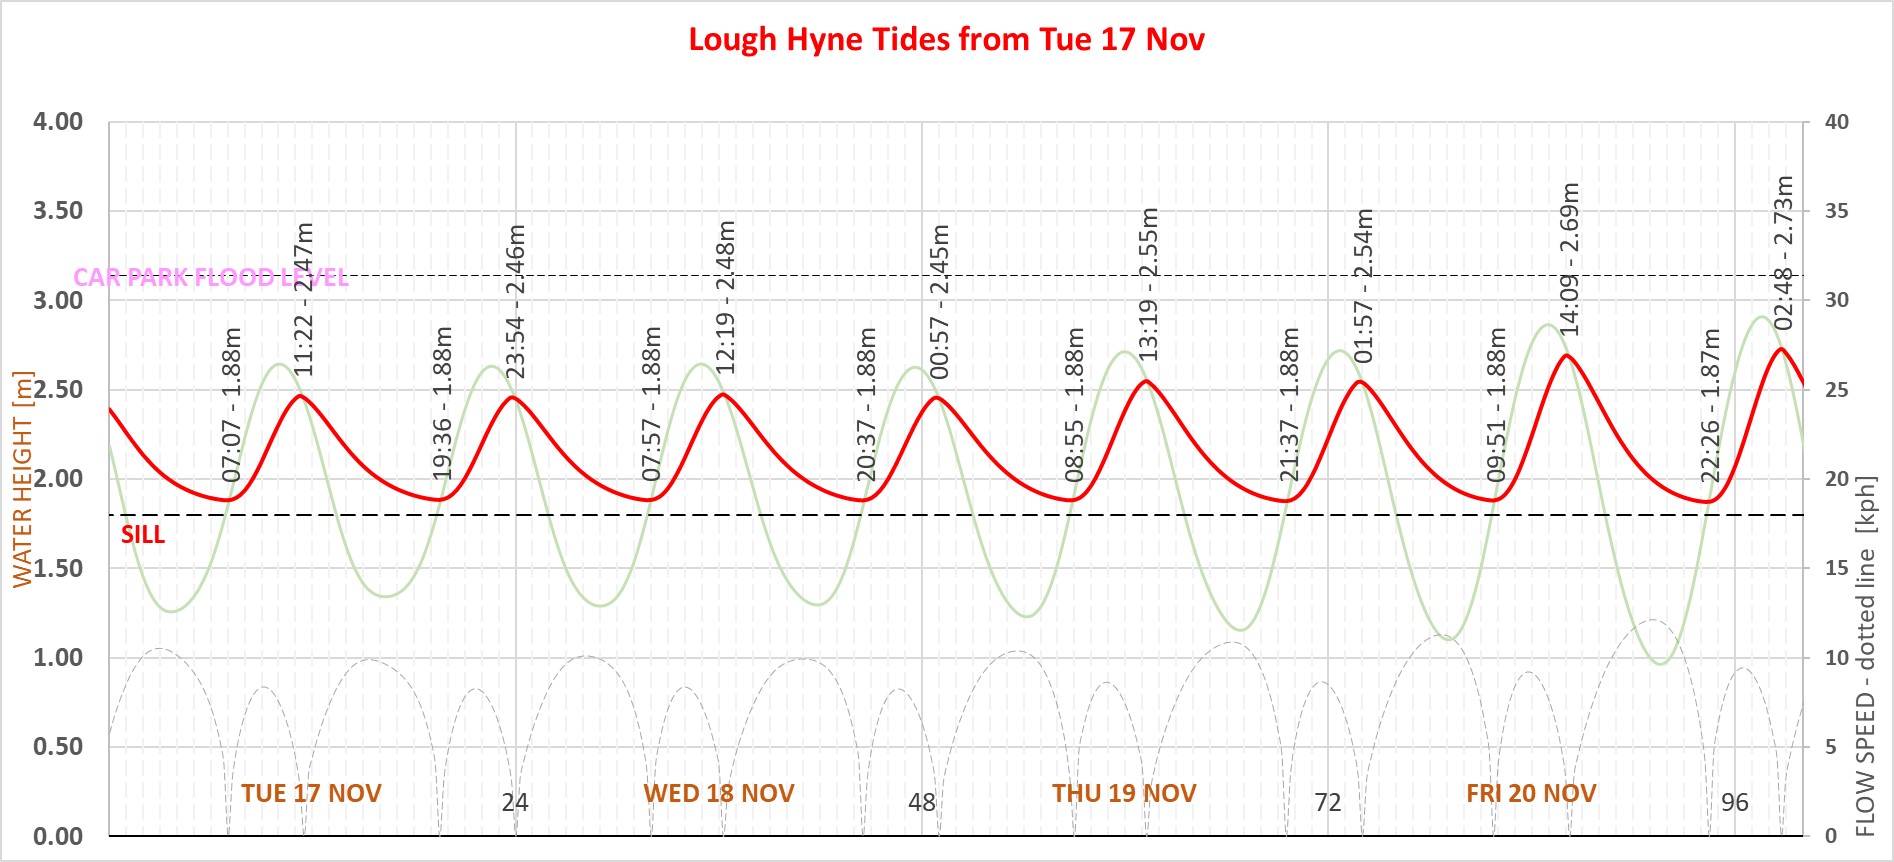 Lough Hyne Tides from Tue 17 Nov
4.00
3.50
3.00
2.50
2.00
1.50
1.00
0.50
0.00
WATER HEIGHT [m]
CAR PARK FLOOD LEVEL
SILL
07:07 - 1.88m
11:22 - 2.47m
19:36 - 1.88m
23:54 - 2.46m
07:57 - 1.88m
12:19 - 2.48m
20:37 - 1.88m
00:57 - 2.45m
08:55 - 1.88m
13:19 - 2.55m
21:37 - 1.88m
01:57 - 2.54m
09:51 - 1.88m
14:09 - 2.69m
22:26 - 1.87m
02:48 - 2.73m
TUE 17 NOV
24
WED 18 NOV
48
THU 19 NOV
72
FRI 20 NOV
96
40
35
30
25
20
15
10
5
0
FLOW SPEED - dotted line [kph]